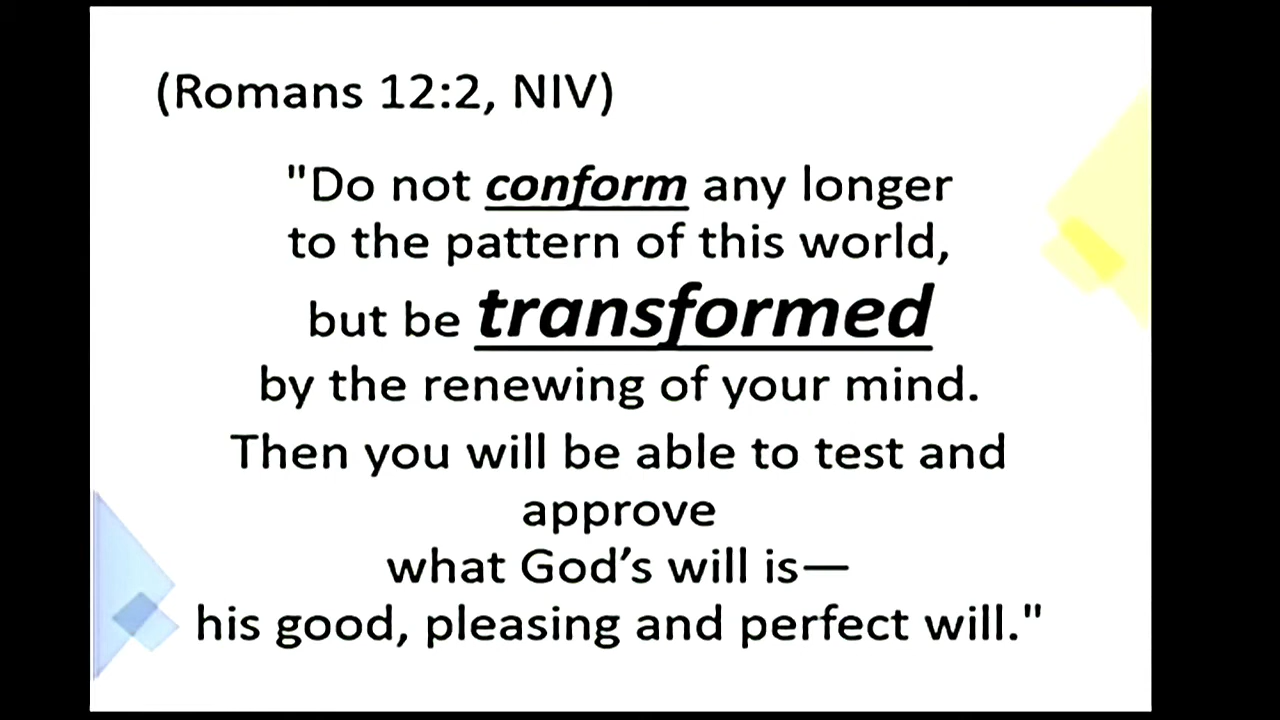 (Romans 12:2, NIV)
"Do not conform any longer
to the pattern of this world,
but be transformed
by the renewing of your mind.
Then you will be able to test and
approve
what God’s will is—
his good, pleasing and perfect will."